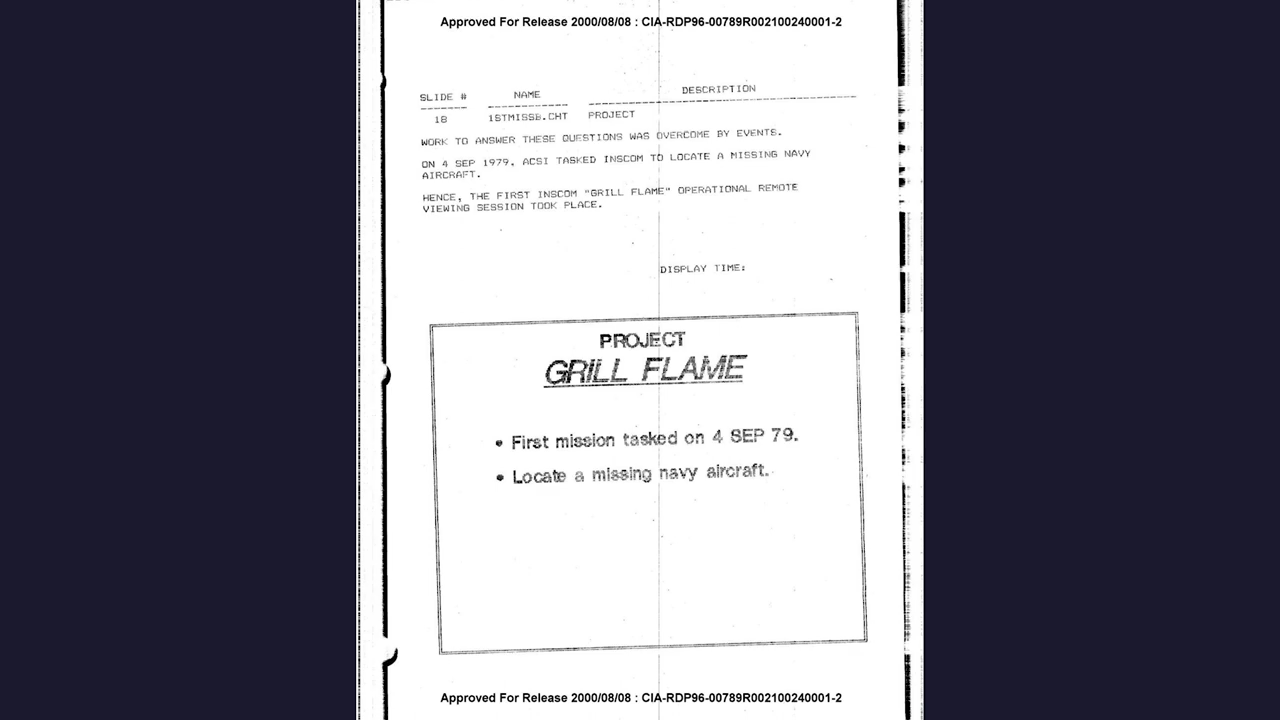 Approved For Release 2000/08/08 : CIA-RDP96-00789R002100240001-2
SLIDE # NAME DESCRIPTION
18 1STMISSB.CHT PROJECT
WORK TO ANSWER THESE QUESTIONS WAS OVERCOME BY EVENTS.
ON 4 SEP 1979, ACSI TASKED INSCOM TO LOCATE A MISSING NAVY
AIRCRAFT.
HENCE, THE FIRST INSCOM "GRILL FLAME" OPERATIONAL REMOTE
VIEWING SESSION TOOK PLACE.
DISPLAY TIME:
PROJECT
GRILL FLAME
• First mission tasked on 4 SEP 79.
• Locate a missing navy aircraft.
Approved For Release 2000/08/08 : CIA-RDP96-00789R002100240001-2